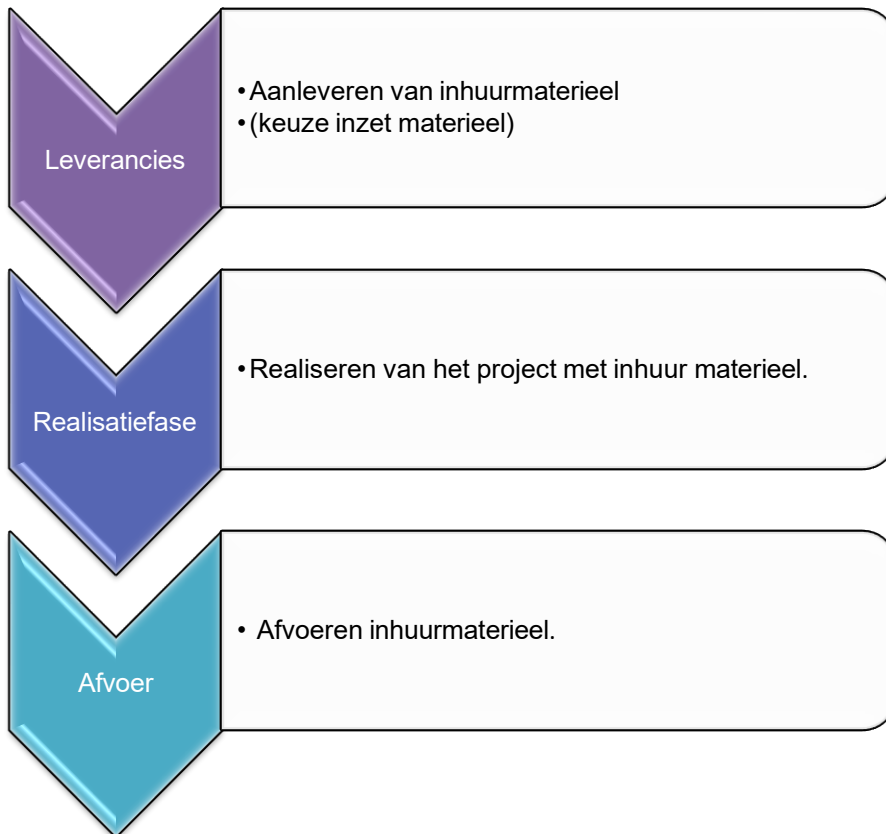 Leverancies
•Aanleveren van inhuurmaterieel
•(keuze inzet materieel)
Realisatiefase
•Realiseren van het project met inhuur materieel.
Afvoer
• Afvoeren inhuurmaterieel.